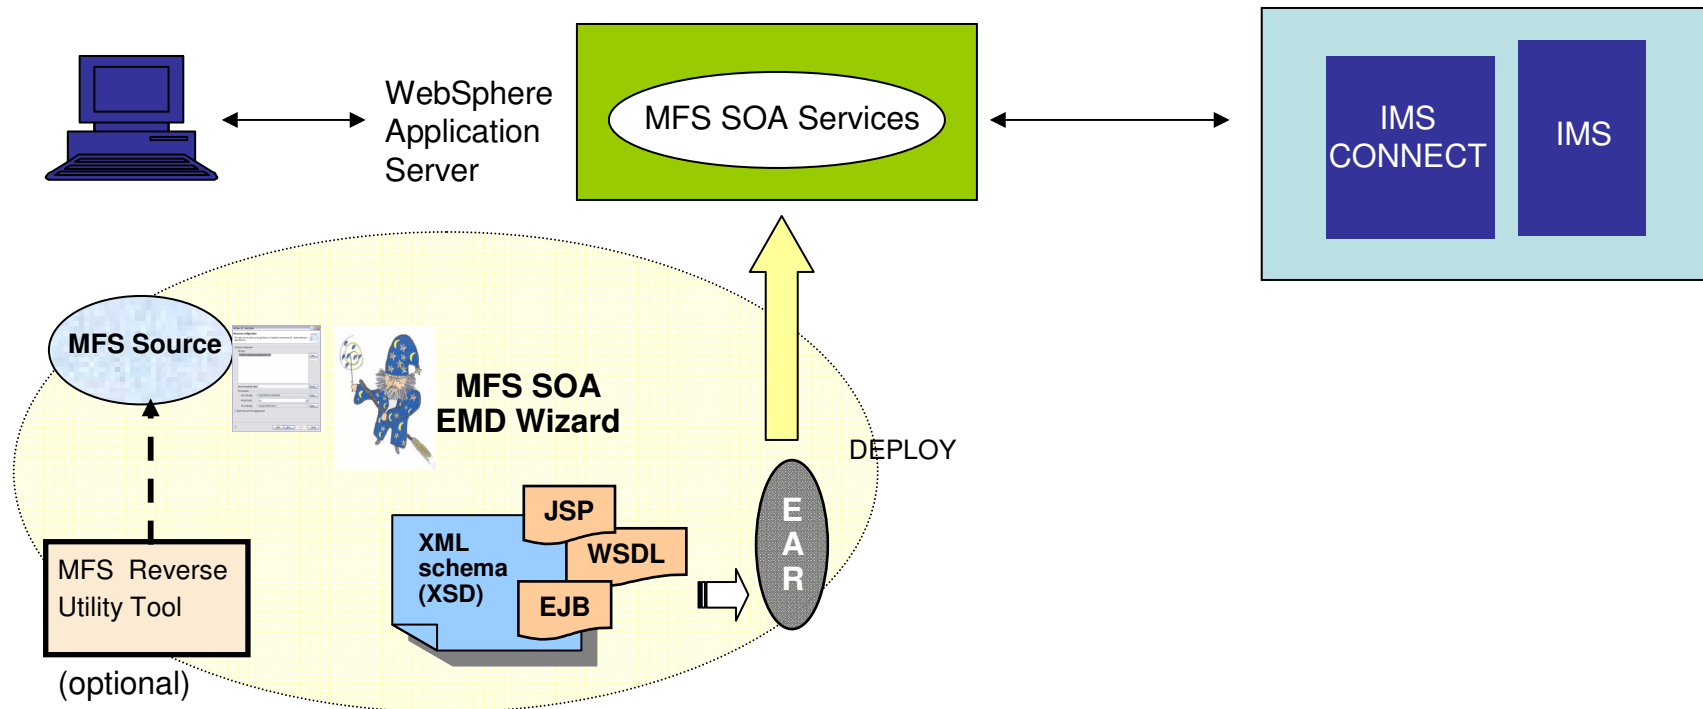 WebSphere
Application
Server
MFS SOA Services
IMS
CONNECT
IMS
MFS Source
MFS SOA
EMD Wizard
DEPLOY
MFS Reverse
Utility Tool
(optional)
XML
schema
(XSD)
JSP
WSDL
EJB
E
A
R